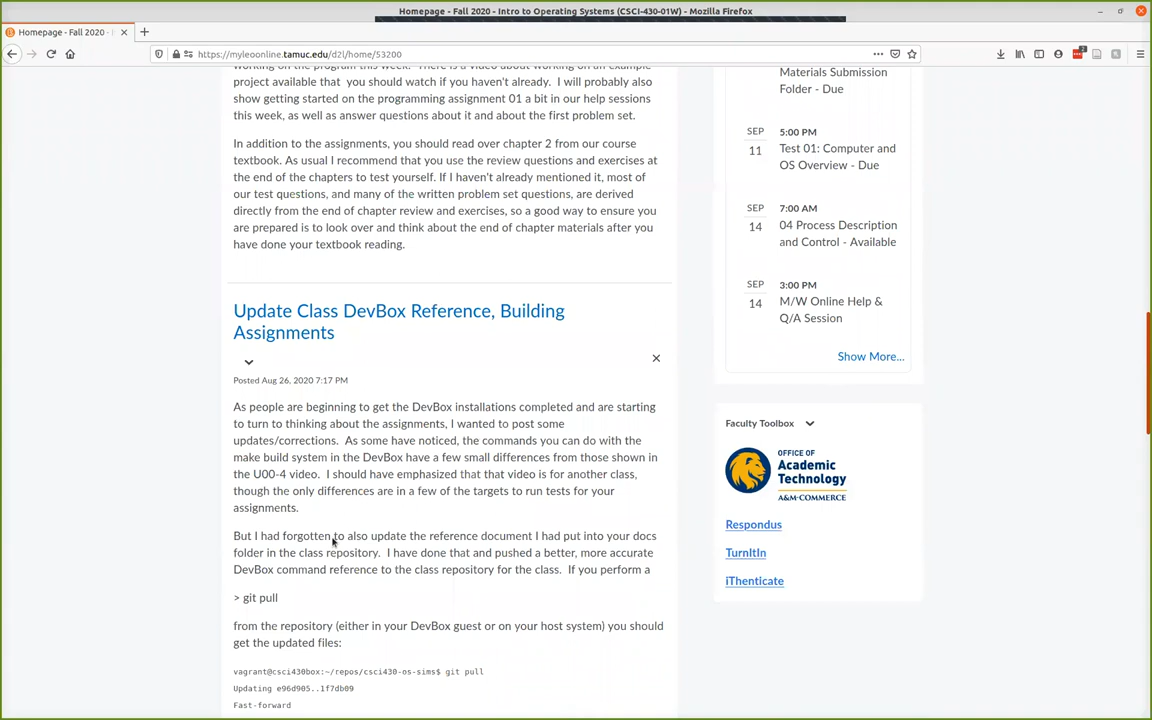 Homepage - Fall 2020 - Intro to Operating Systems (CSCI-430-01W) - Mozilla Firefox
Homepage - Fall 2020 -
https://myleoonline.tamuc.edu/d2l/home/53200
working on the program this week. There is a video about working on an example
project available that you should watch if you haven't already. I will probably also
show getting started on the programming assignment 01 a bit in our help sessions
this week, as well as answer questions about it and about the first problem set.
In addition to the assignments, you should read over chapter 2 from our course
textbook. As usual I recommend that you use the review questions and exercises at
the end of the chapters to test yourself. If I haven't already mentioned it, most of
our test questions, and many of the written problem set questions, are derived
directly from the end of chapter review and exercises, so a good way to ensure you
are prepared is to look over and think about the end of chapter materials after you
have done your textbook reading.
Update Class DevBox Reference, Building
Assignments
Posted Aug 26, 2020 7:17 PM
As people are beginning to get the DevBox installations completed and are starting
to turn to thinking about the assignments, I wanted to post some
updates/corrections. As some have noticed, the commands you can do with the
make build system in the DevBox have a few small differences from those shown in
the U00-4 video. I should have emphasized that that video is for another class,
though the only differences are in a few of the targets to run tests for your
assignments.
But I had forgotten to also update the reference document I had put into your docs
folder in the class repository. I have done that and pushed a better, more accurate
DevBox command reference to the class repository for the class. If you perform a
> git pull
from the repository (either in your DevBox guest or on your host system) you should
get the updated files:
vagrant@csci430box:~/repos/csci430-os-sims$ git pull
Updating e96d905..1f7db09
Fast-forward
Materials Submission
Folder - Due
SEP
11
5:00 PM
Test 01: Computer and
OS Overview - Due
SEP
14
7:00 AM
04 Process Description
and Control - Available
SEP
14
3:00 PM
M/W Online Help &
Q/A Session
Show More...
Faculty Toolbox
OFFICE OF
Academic
Technology
A&M-COMMERCE
Respondus
TurnItIn
iThenticate